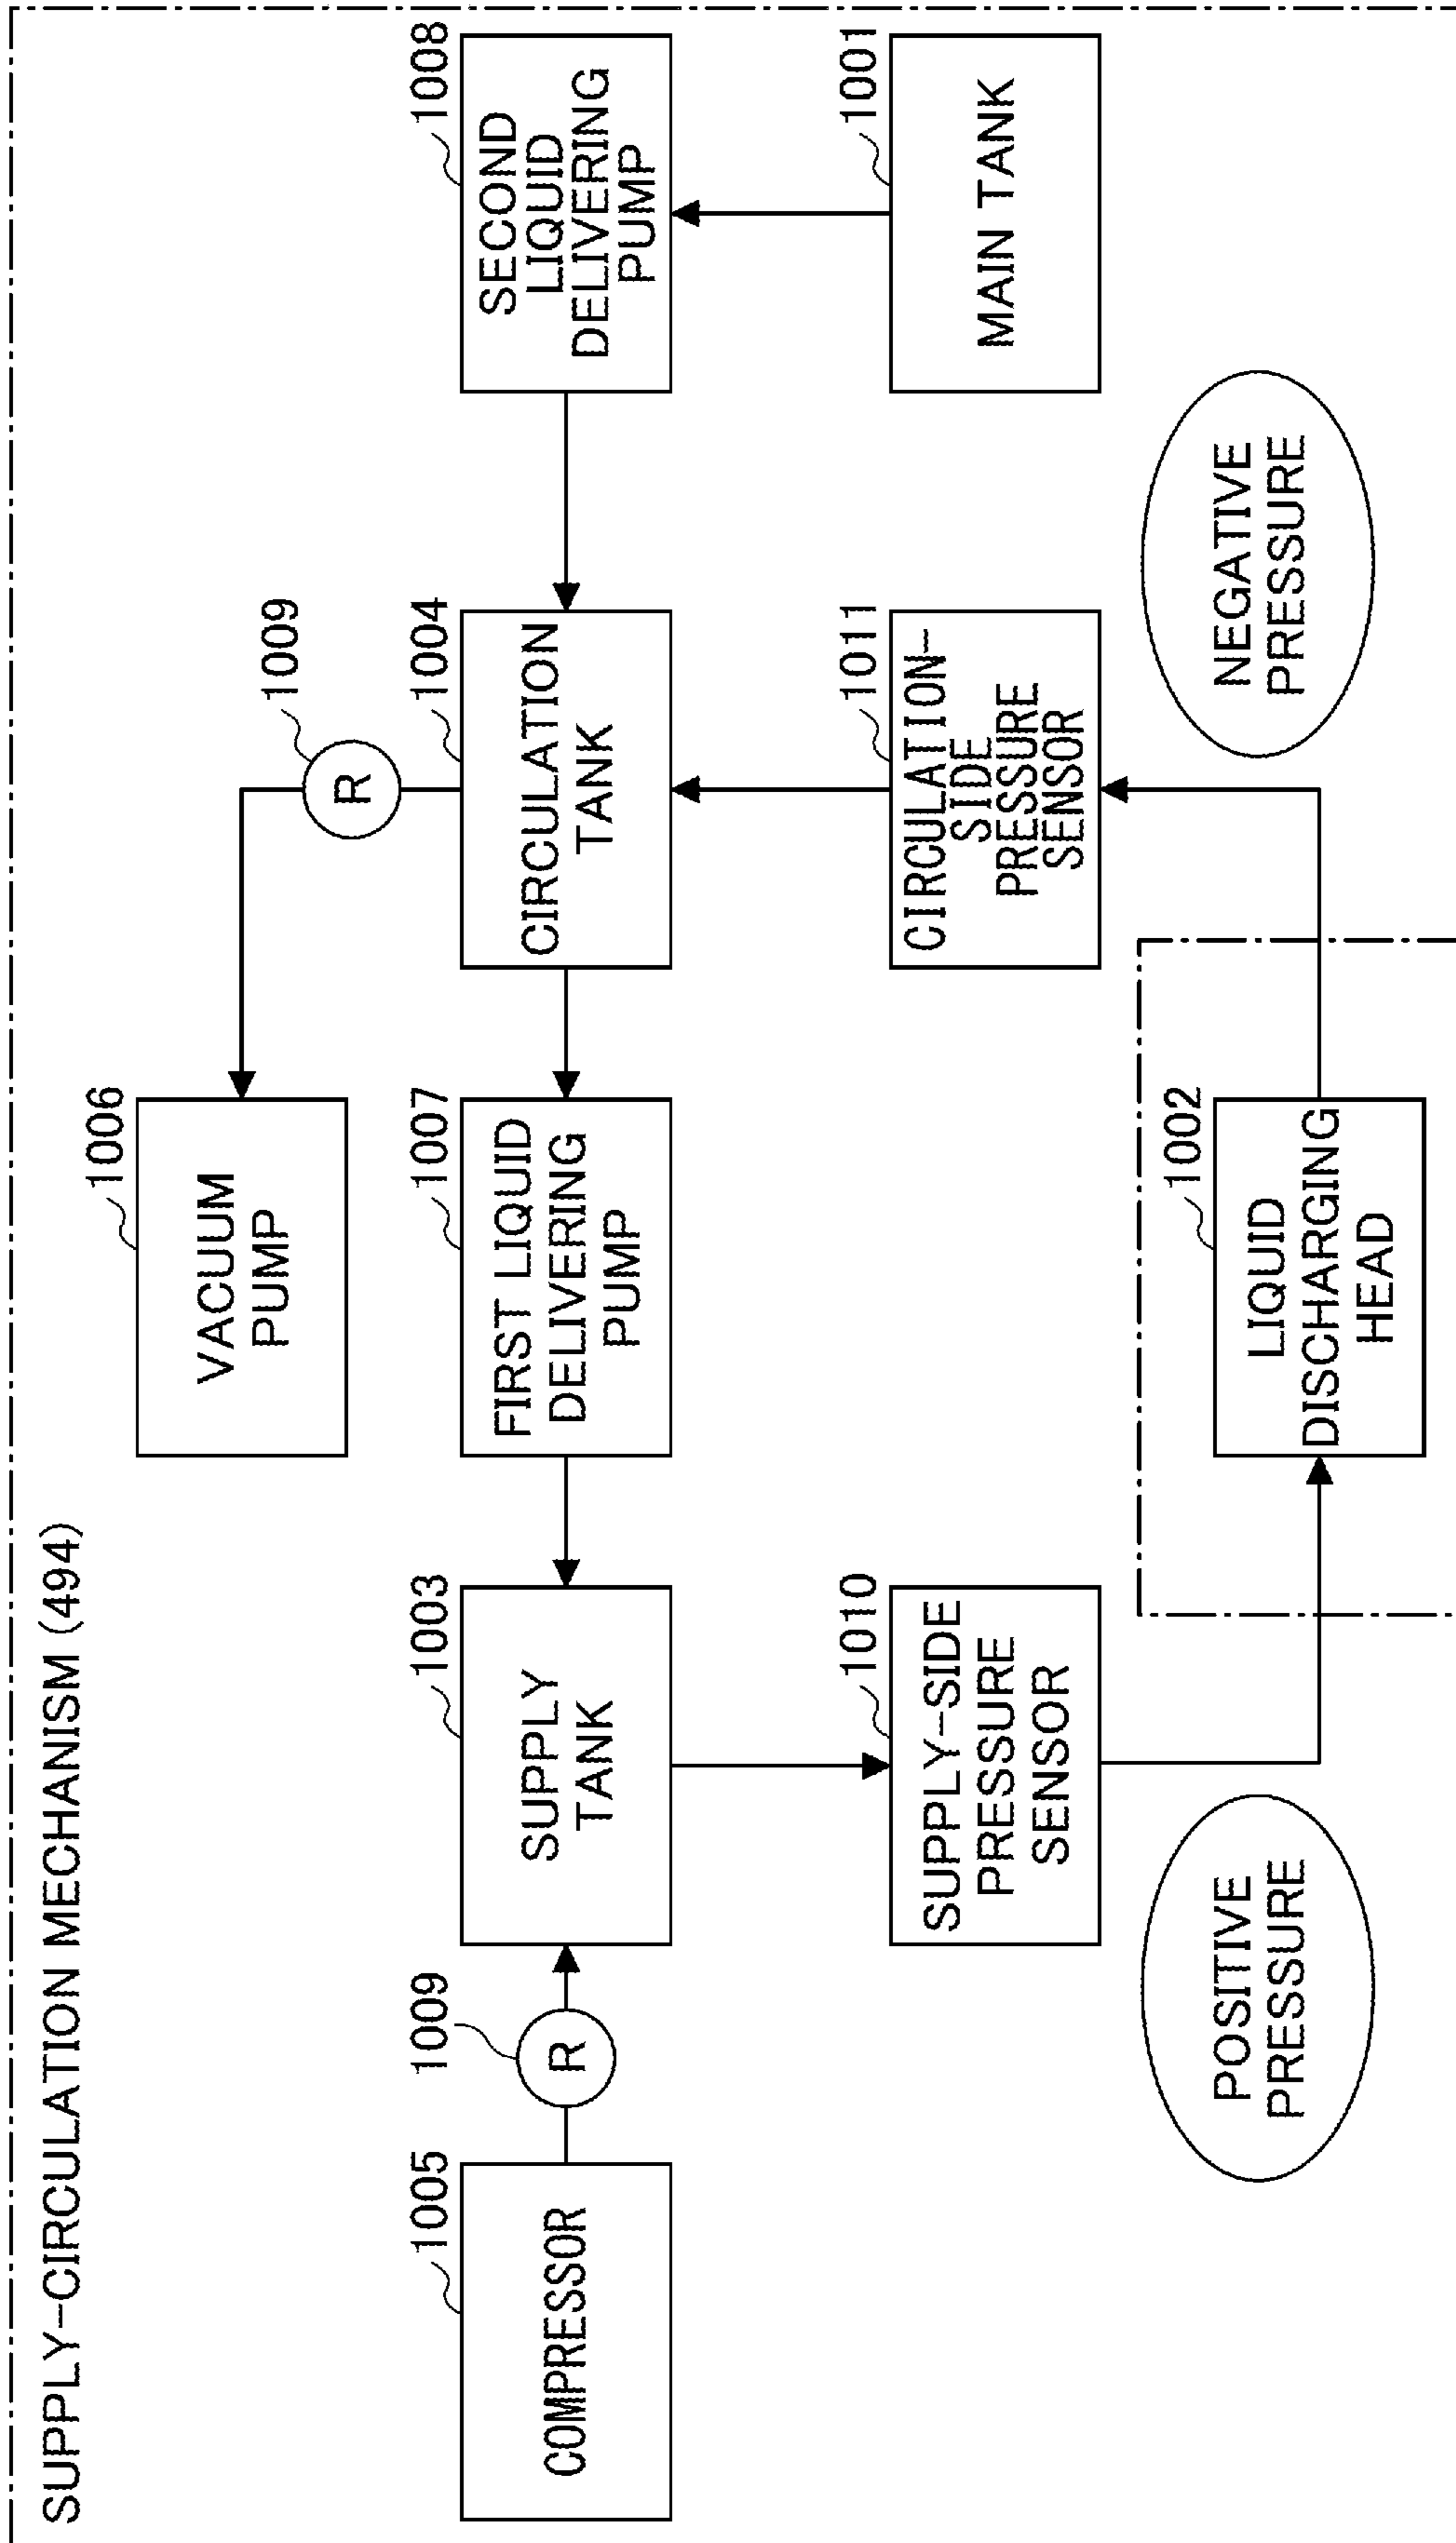 SUPPLY-CIRCULATION MECHANISM (494)
1006
VACUUM
PUMP
1009
R
1005
COMPRESSOR
1009
R
1003
SUPPLY
TANK
1007
FIRST LIQUID
DELIVERING
PUMP
1004
CIRCULATION
TANK
1008
SECOND
LIQUID
DELIVERING
PUMP
1010
SUPPLY-SIDE
PRESSURE
SENSOR
1011
CIRCULATION-
SIDE
PRESSURE
SENSOR
1001
MAIN TANK
POSITIVE
PRESSURE
1002
LIQUID
DISCHARGING
HEAD
NEGATIVE
PRESSURE